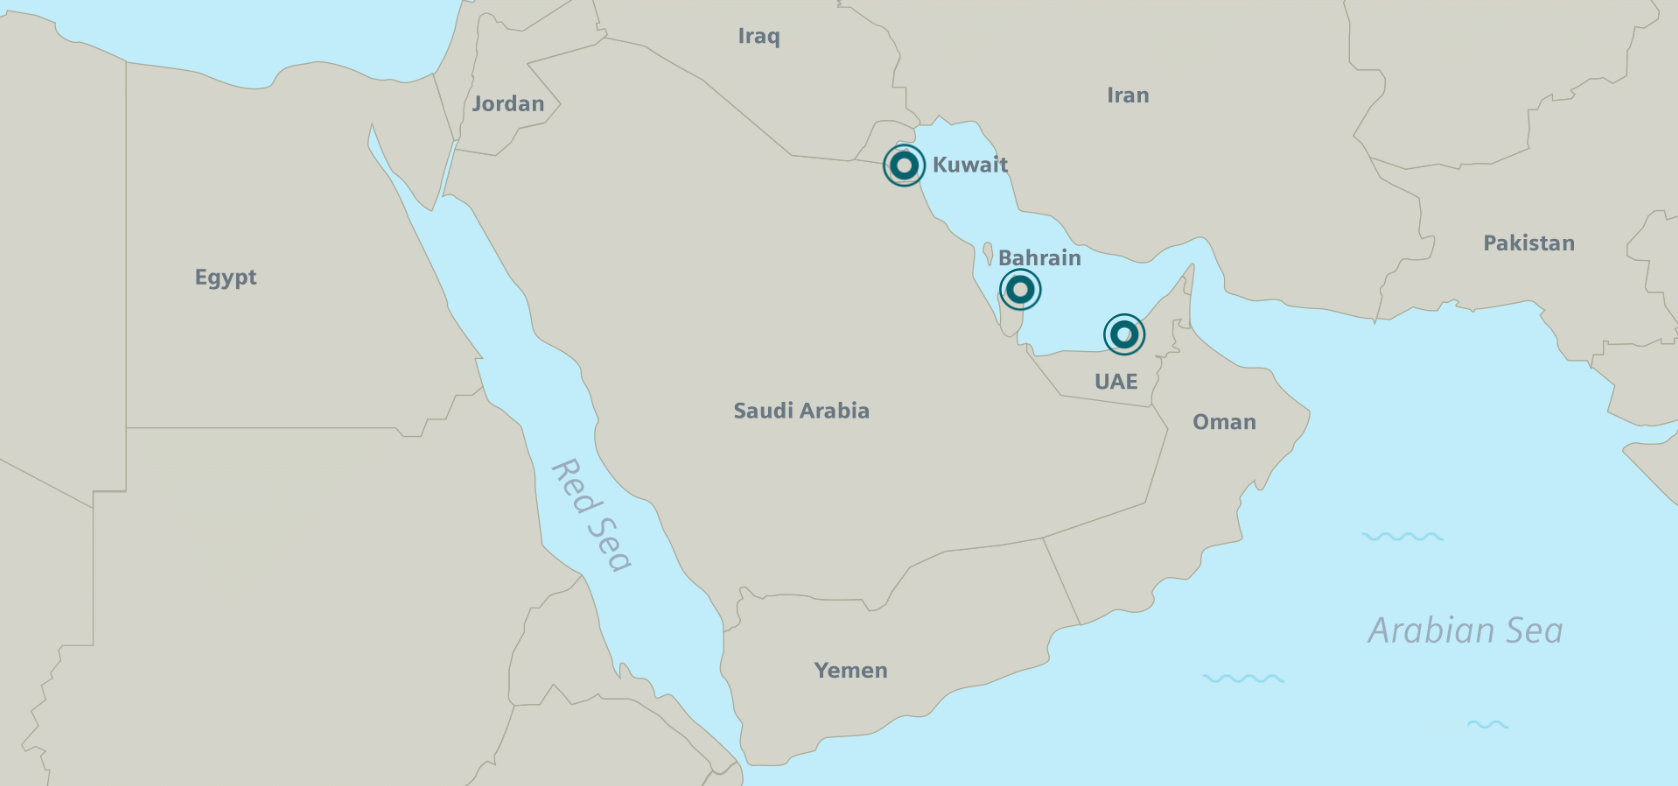 Iraq
Iran
Jordan
Kuwait
Pakistan
Bahrain
Egypt
UAE
Saudi Arabia
Oman
Red Sea
Arabian Sea
Yemen